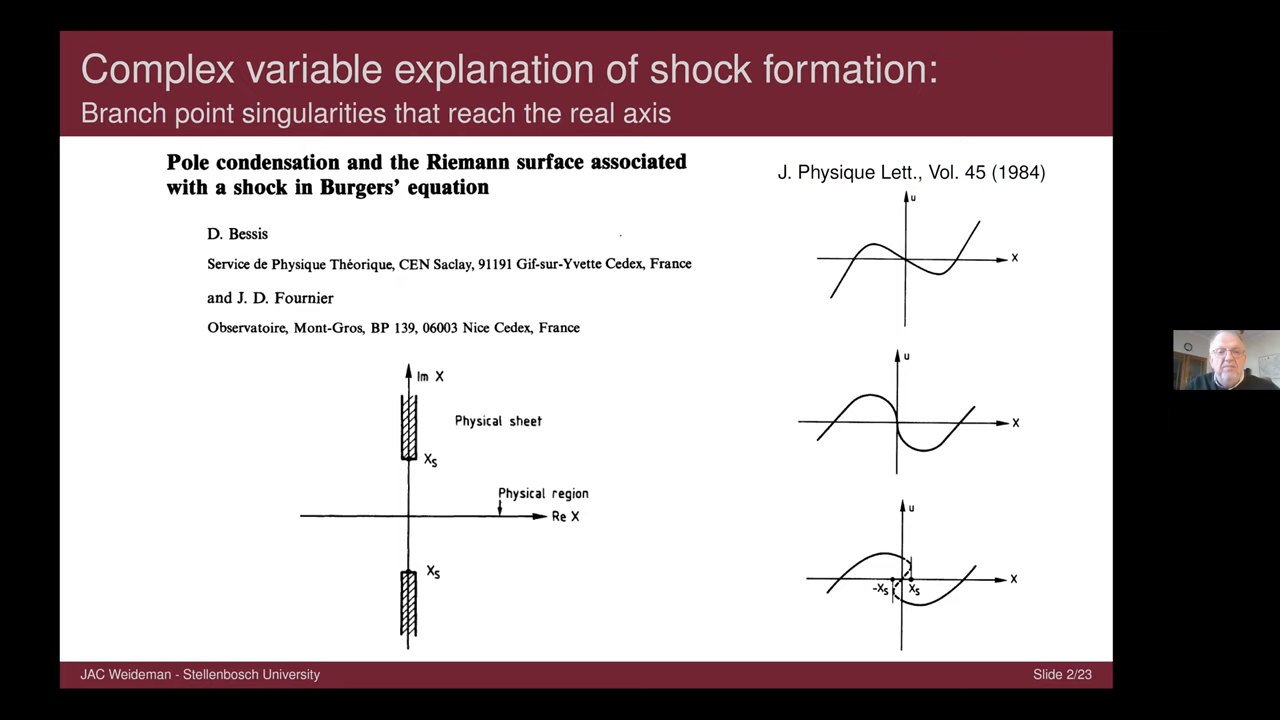 Complex variable explanation of shock formation:
Branch point singularities that reach the real axis
Pole condensation and the Riemann surface associated
with a shock in Burgers' equation
J. Physique Lett., Vol. 45 (1984)
D. Bessis
Service de Physique Théorique, CEN Saclay, 91191 Gif-sur-Yvette Cedex, France
and J. D. Fournier
Observatoire, Mont-Gros, BP 139, 06003 Nice Cedex, France
Im X
Physical sheet
Xs
Physical region
Re X
Xs
u
X
u
X
u
X
-Xs
Xs
JAC Weideman - Stellenbosch University
Slide 2/23